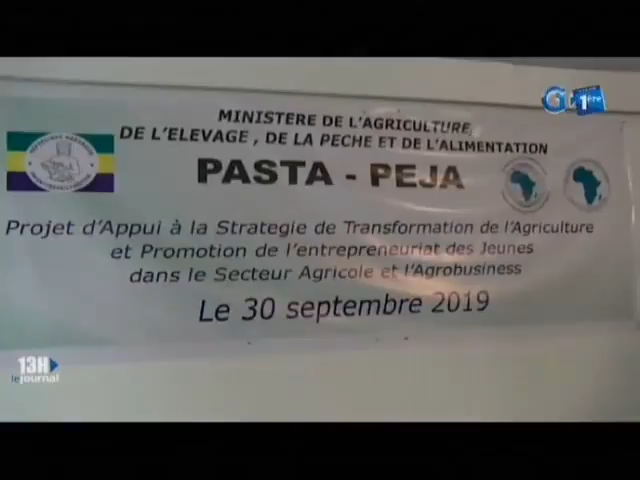 G 1ère
MINISTERE DE L'AGRICULTURE,
DE L'ELEVAGE, DE LA PECHE ET DE L'ALIMENTATION
PASTA - PEJA
Projet d'Appui à la Strategie de Transformation de l'Agriculture
et Promotion de l'entrepreneuriat des Jeunes
dans le Secteur Agricole et l'Agrobusiness
Le 30 septembre 2019
13H
le journal